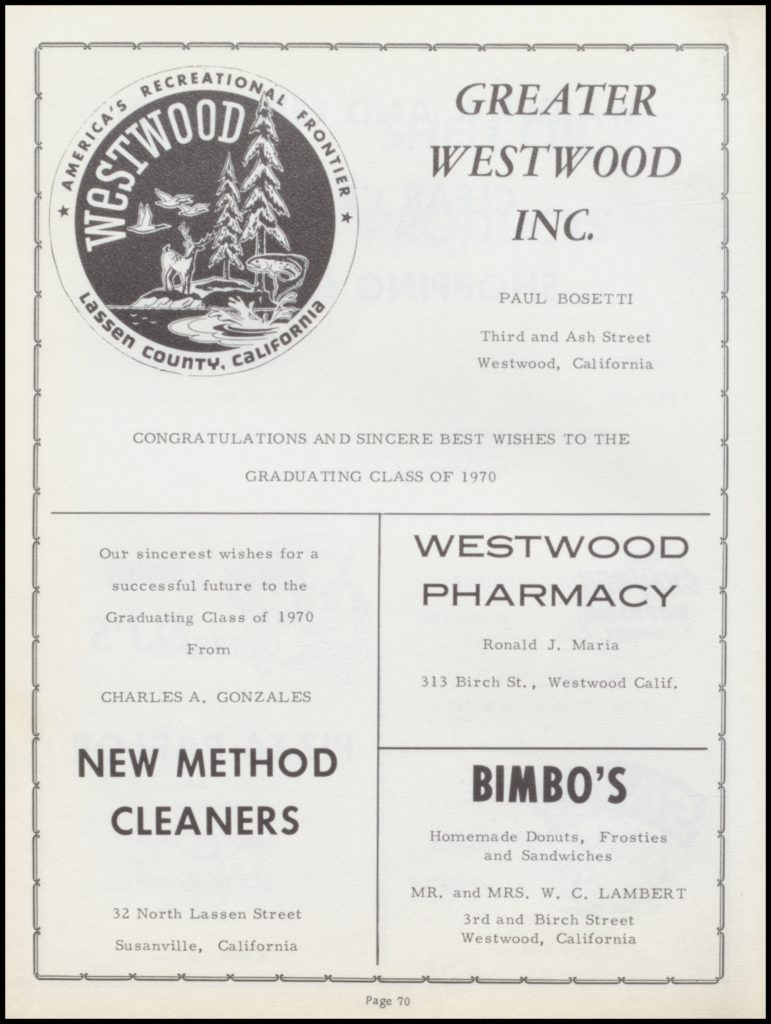 AMERICA'S RECREATIONAL FRONTIER
WESTWOOD
LASSEN COUNTY, CALIFORNIA
GREATER
WESTWOOD
INC.
PAUL BOSETTI
Third and Ash Street
Westwood, California
CONGRATULATIONS AND SINCERE BEST WISHES TO THE
GRADUATING CLASS OF 1970
Our sincerest wishes for a
successful future to the
Graduating Class of 1970
From
CHARLES A. GONZALES
NEW METHOD
CLEANERS
32 North Lassen Street
Susanville, California
WESTWOOD
PHARMACY
Ronald J. Maria
313 Birch St., Westwood Calif.
BIMBO'S
Homemade Donuts, Frosties
and Sandwiches
MR. and MRS. W. C. LAMBERT
3rd and Birch Street
Westwood, California
Page 70